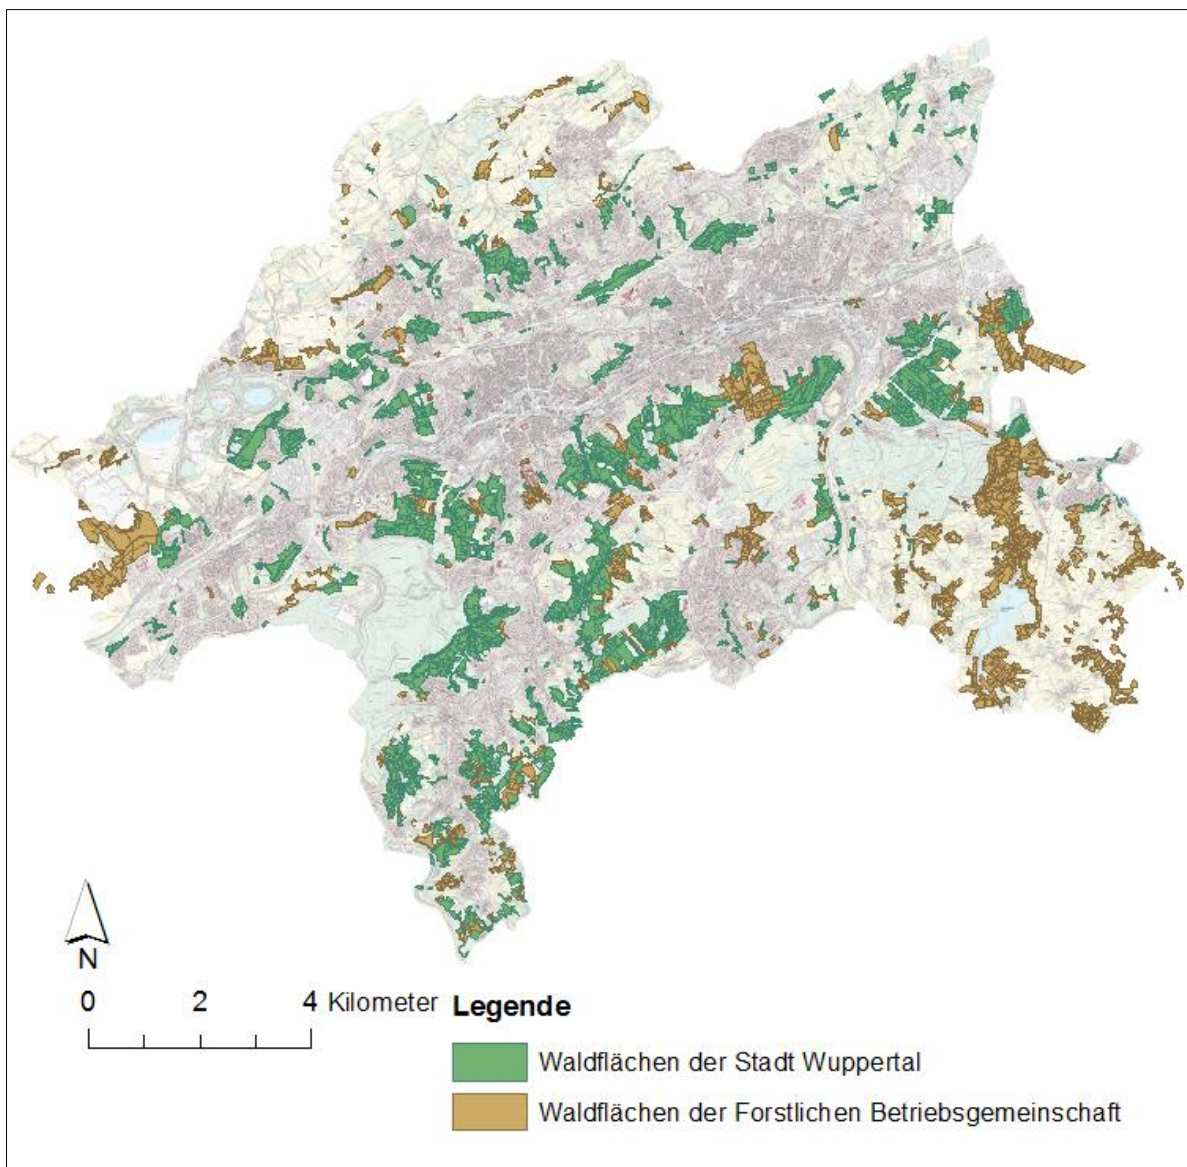 N
0 2 4 Kilometer
Legende
Waldflächen der Stadt Wuppertal
Waldflächen der Forstlichen Betriebsgemeinschaft